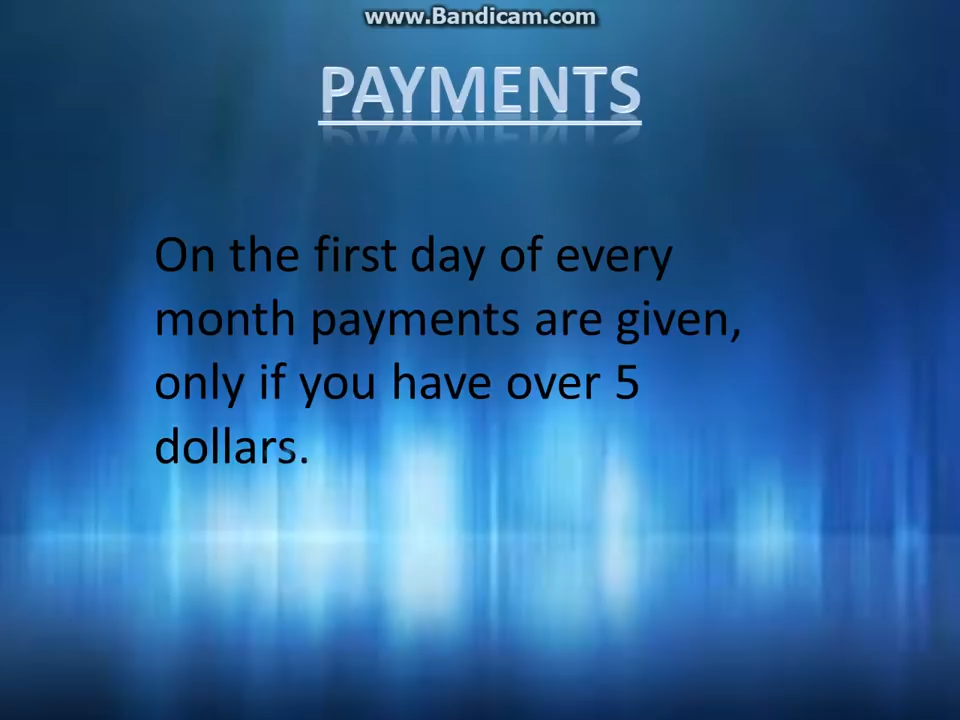 www.Bandicam.com
PAYMENTS
On the first day of every
month payments are given,
only if you have over 5
dollars.